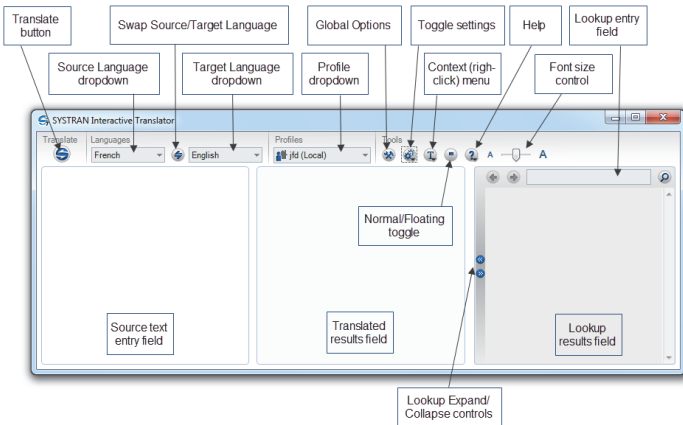 Translate
button
Swap Source/Target Language
Global Options
Toggle settings
Help
Lookup entry
field
Source Language
dropdown
Target Language
dropdown
Profile
dropdown
Context (righ-
click) menu
Font size
control
SYSTRAN Interactive Translator
Translate
Languages
Profiles
Tools
French
English
jfd (Local)
A
A
Normal/Floating
toggle
Source text
entry field
Translated
results field
Lookup
results field
Lookup Expand/
Collapse controls